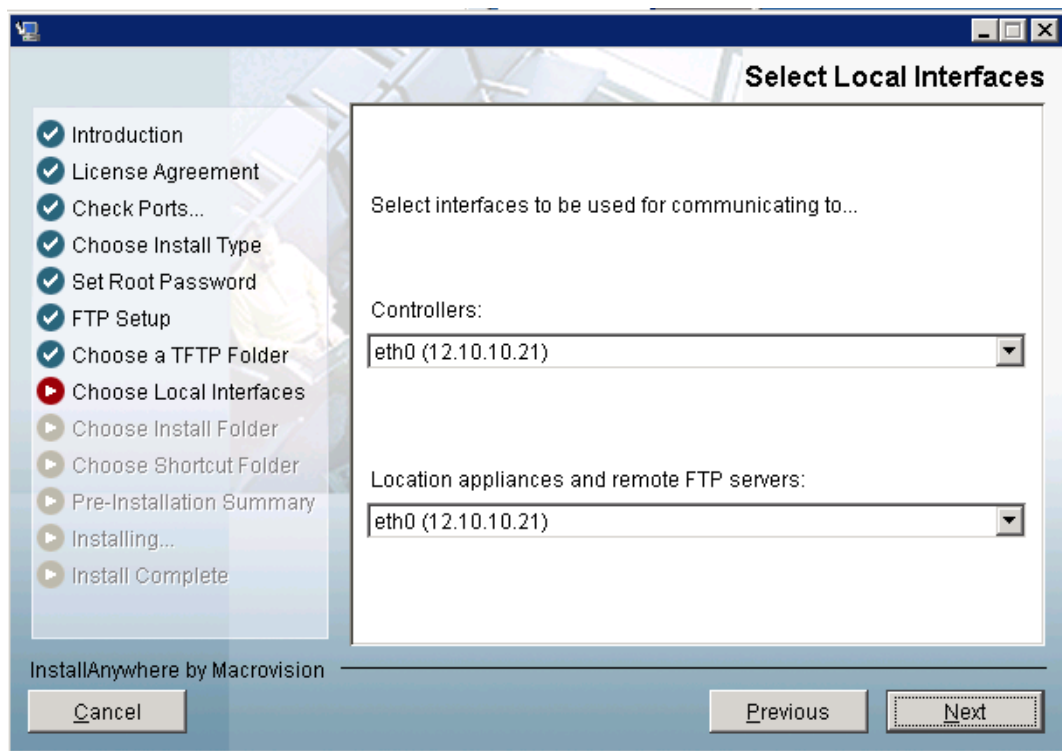 Select Local Interfaces
Introduction
License Agreement
Check Ports...
Choose Install Type
Set Root Password
FTP Setup
Choose a TFTP Folder
Choose Local Interfaces
Choose Install Folder
Choose Shortcut Folder
Pre-Installation Summary
Installing...
Install Complete
Select interfaces to be used for communicating to...
Controllers:
eth0 (12.10.10.21)
Location appliances and remote FTP servers:
eth0 (12.10.10.21)
InstallAnywhere by Macrovision
Cancel
Previous
Next